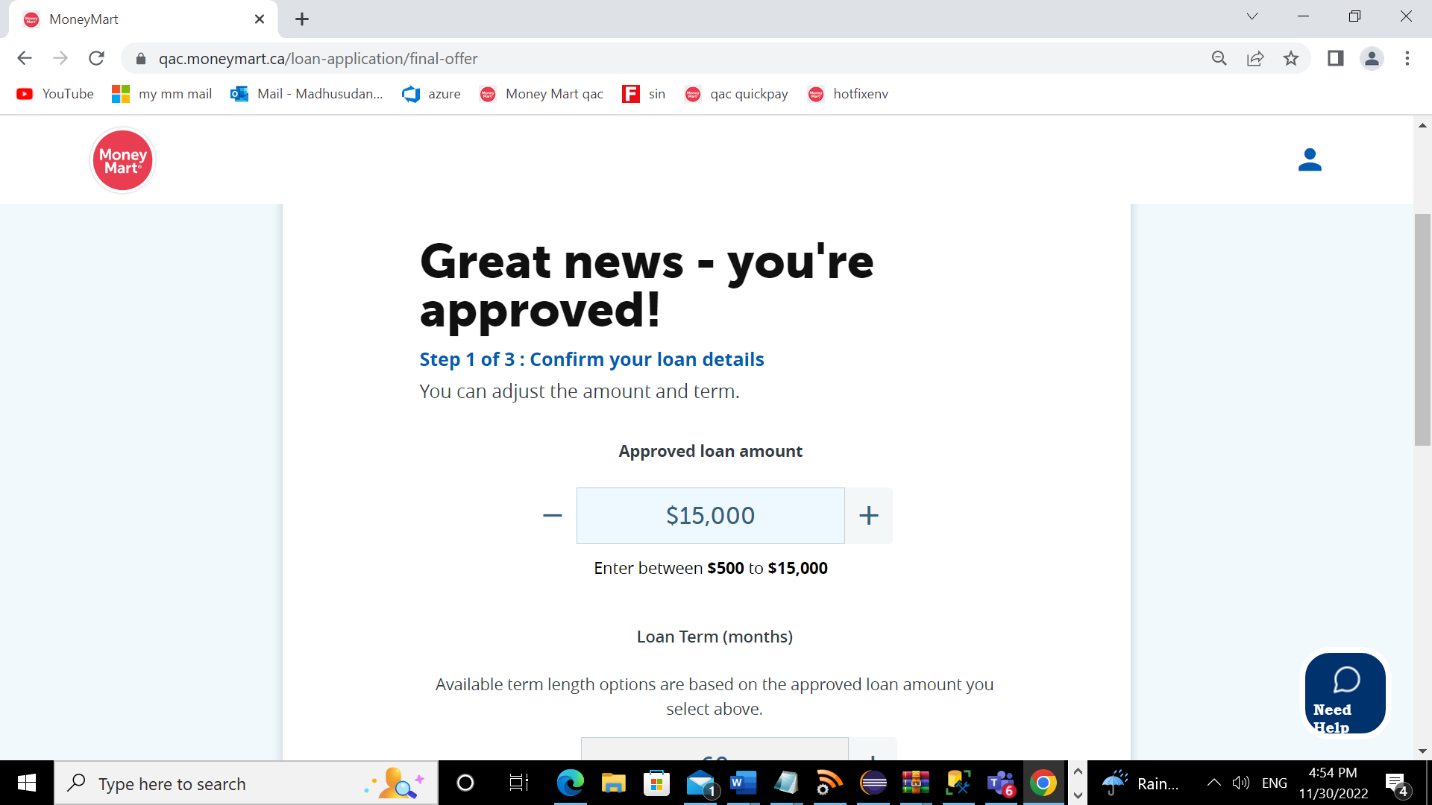 MoneyMart
qac.moneymart.ca/loan-application/final-offer
YouTube
my mm mail
Mail - Madhusudan...
azure
Money Mart qac
sin
qac quickpay
hotfixenv
Money
Mart
Great news - you're
approved!
Step 1 of 3 : Confirm your loan details
You can adjust the amount and term.
Approved loan amount
$15,000
Enter between $500 to $15,000
Loan Term (months)
Available term length options are based on the approved loan amount you
select above.
Need
Help
Type here to search
1
6
Rain...
ENG
4:54 PM
11/30/2022
4